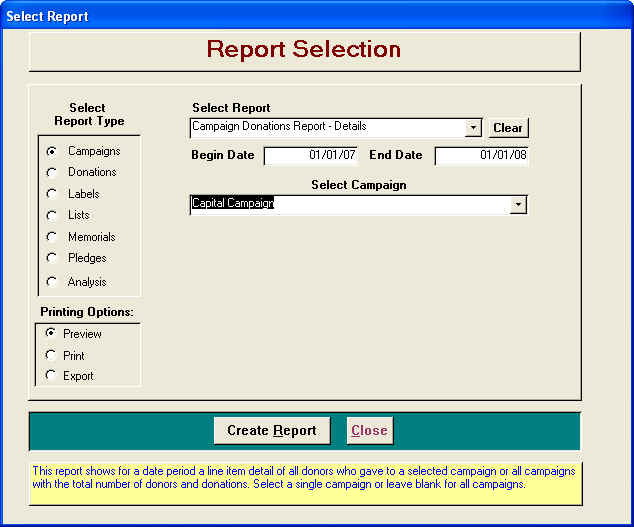 Select Report
Report Selection
Select
Report Type
Campaigns
Donations
Labels
Lists
Memorials
Pledges
Analysis
Printing Options:
Preview
Print
Export
Select Report
Campaign Donations Report - Details
Clear
Begin Date 01/01/07 End Date 01/01/08
Select Campaign
Capital Campaign
Create Report Close
This report shows for a date period a line item detail of all donors who gave to a selected campaign or all campaigns
with the total number of donors and donations. Select a single campaign or leave blank for all campaigns.